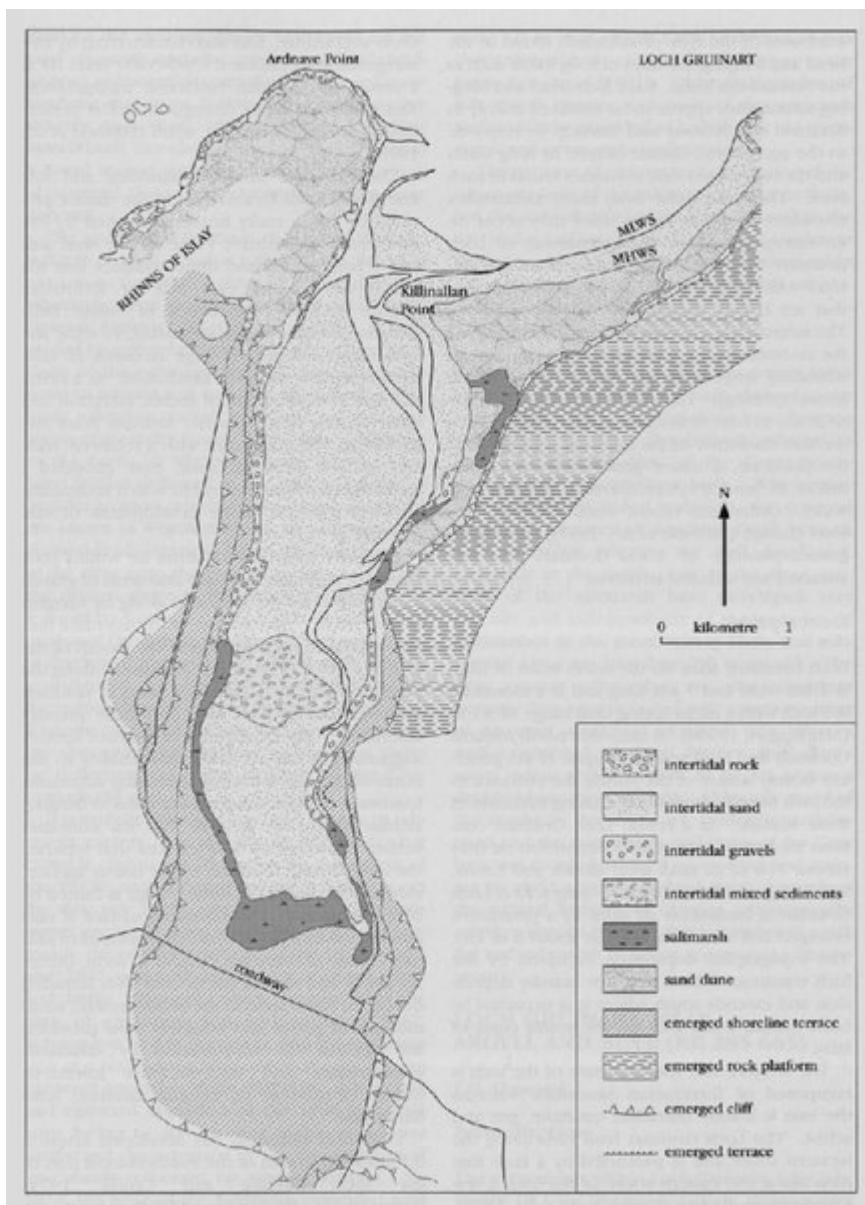 Ardnave Point
LOCH GRUINART
RHINNS OF ISLAY
MLWS
MHWS
Killinallan
Point
N
0 kilometre 1
roadway
intertidal rock
intertidal sand
intertidal gravels
intertidal mixed sediments
saltmarsh
sand dune
emerged shoreline terrace
emerged rock platform
emerged cliff
emerged terrace